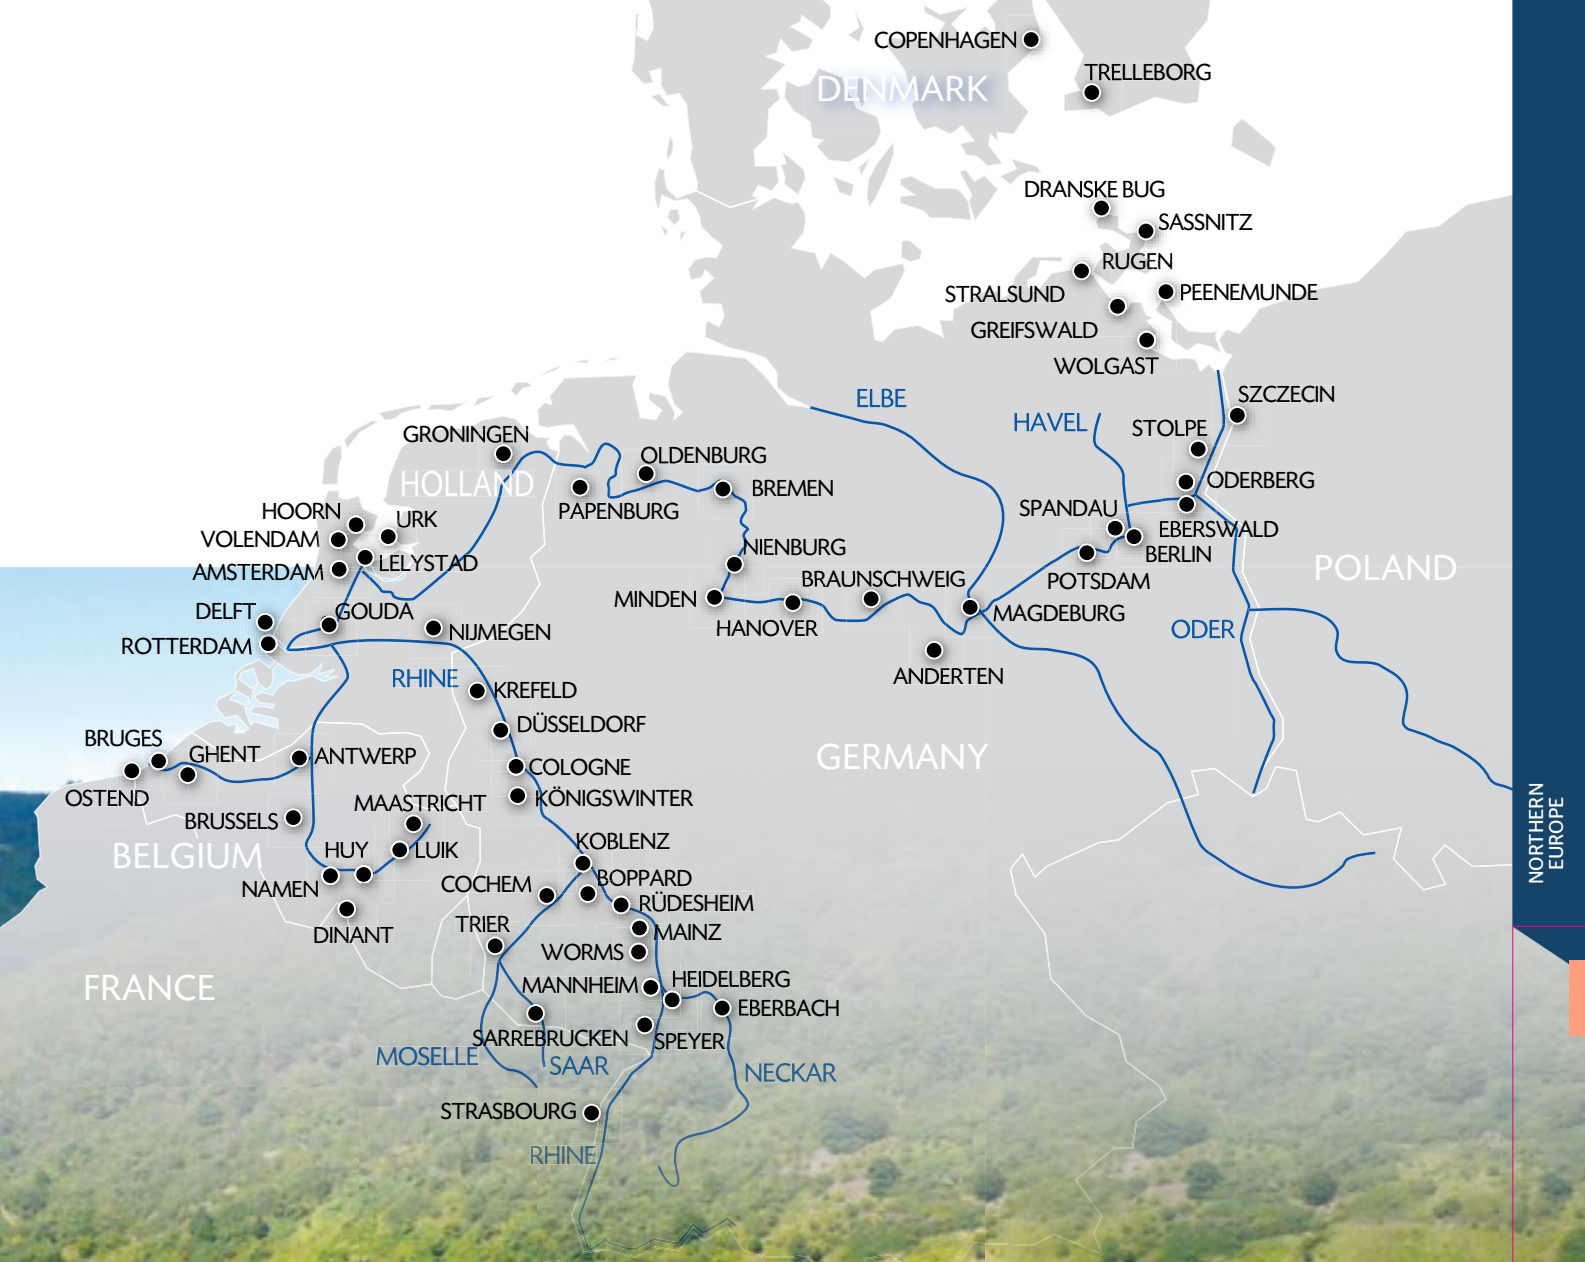 COPENHAGEN
TRELLEBORG
DENMARK
DRANSKE BUG
SASSNITZ
RUGEN
STRALSUND
PEENEMUNDE
GREIFSWALD
WOLGAST
ELBE
HAVEL
SZCZECIN
STOLPE
GRONINGEN
OLDENBURG
HOLLAND
BREMEN
ODERBERG
PAPENBURG
HOORN
URK
SPANDAU
EBERSWALD
VOLENDAM
NIENBURG
BERLIN
AMSTERDAM
LELYSTAD
BRAUNSCHWEIG
POTSDAM
POLAND
MINDEN
DELFT
GOUDA
HANOVER
MAGDEBURG
ODER
ROTTERDAM
NIJMEGEN
ANDERTEN
RHINE
KREFELD
DÜSSELDORF
BRUGES
GHENT
ANTWERP
GERMANY
COLOGNE
OSTEND
KÖNIGSWINTER
MAASTRICHT
BRUSSELS
NORTHERN
EUROPE
BELGIUM
HUY
LUIK
KOBLENZ
NAMEN
COCHEM
BOPPARD
RÜDESHEIM
DINANT
TRIER
MAINZ
WORMS
FRANCE
MANNHEIM
HEIDELBERG
EBERBACH
SARREBRUCKEN
SPEYER
MOSELLE
SAAR
NECKAR
STRASBOURG
RHINE